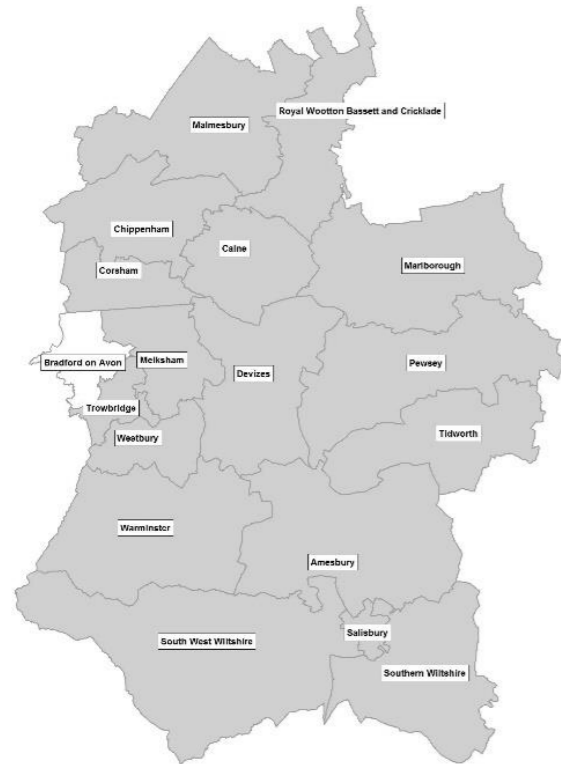 Royal Wootton Bassett and Cricklade
Malmesbury
Chippenham
Calne
Corsham
Marlborough
Bradford on Avon
Melksham
Devizes
Pewsey
Trowbridge
Westbury
Tidworth
Warminster
Amesbury
South West Wiltshire
Salisbury
Southern Wiltshire